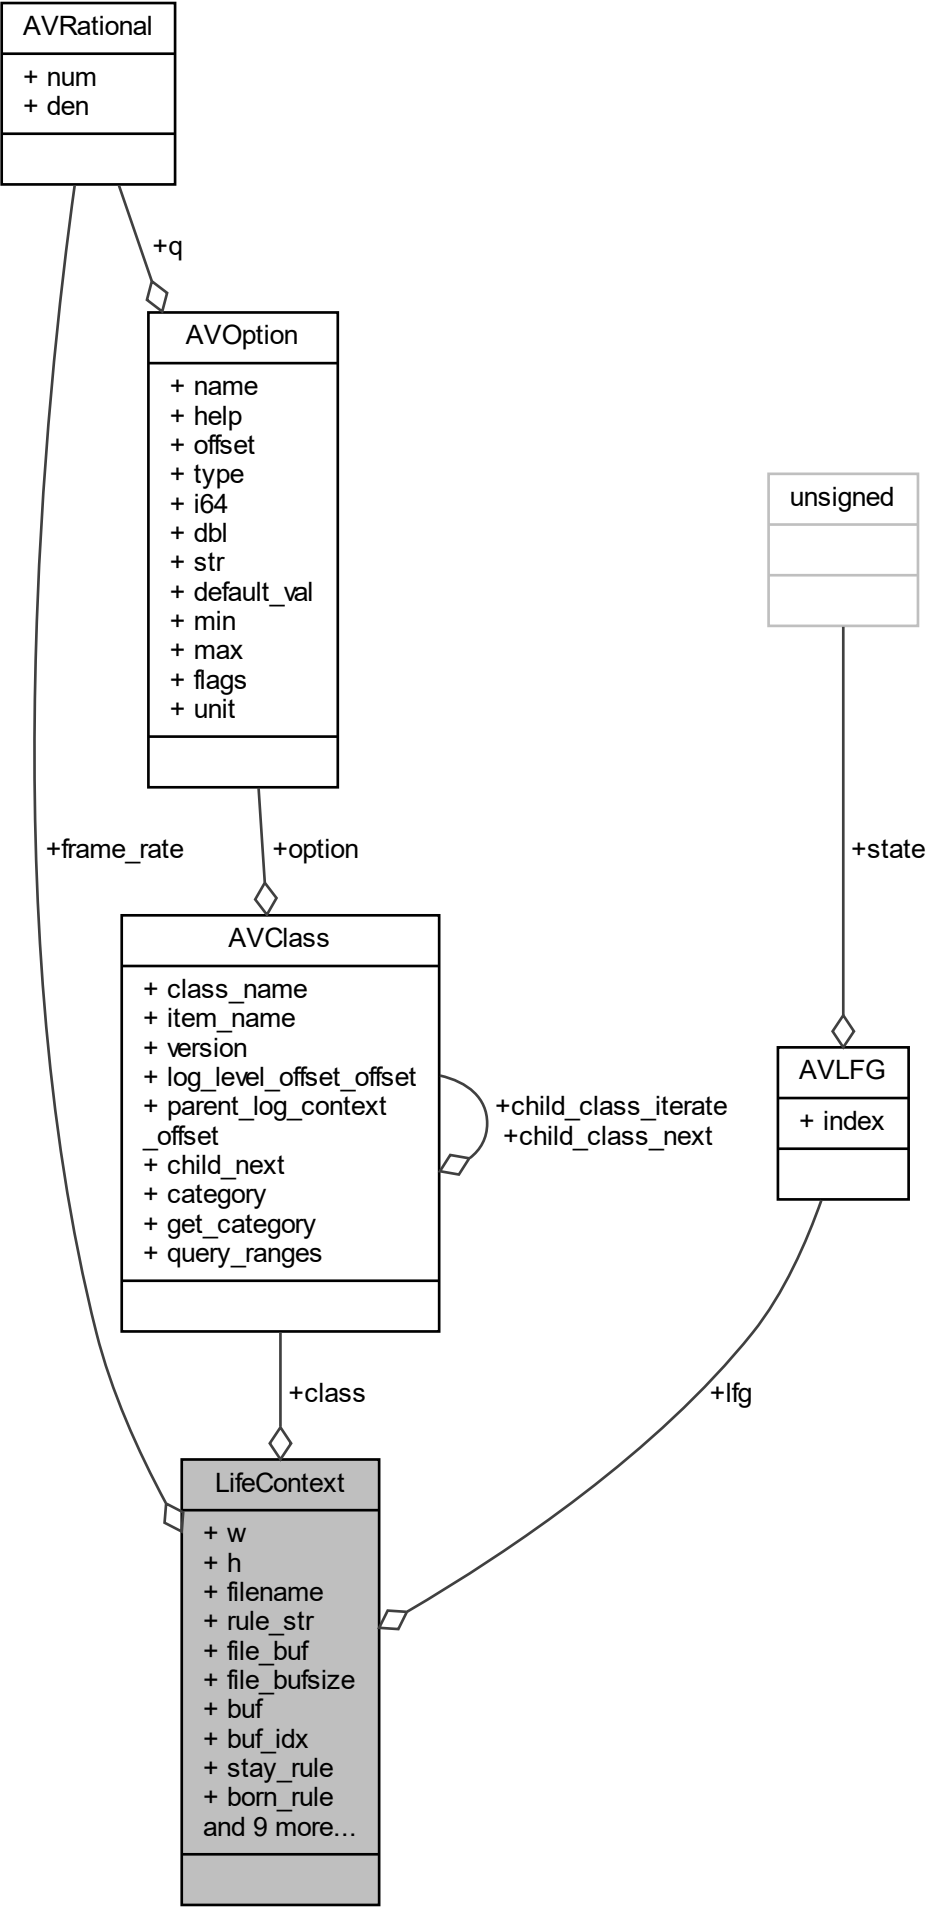 AVRational
+ num
+ den
+q
AVOption
+ name
+ help
+ offset
+ type
+ i64
+ dbl
+ str
+ default_val
+ min
+ max
+ flags
+ unit
unsigned
+frame_rate
+option
+state
AVClass
+ class_name
+ item_name
+ version
+ log_level_offset_offset
+ parent_log_context
_offset
+ child_next
+ category
+ get_category
+ query_ranges
+child_class_iterate
+child_class_next
AVLFG
+ index
+class
+lfg
LifeContext
+ w
+ h
+ filename
+ rule_str
+ file_buf
+ file_bufsize
+ buf
+ buf_idx
+ stay_rule
+ born_rule
and 9 more...